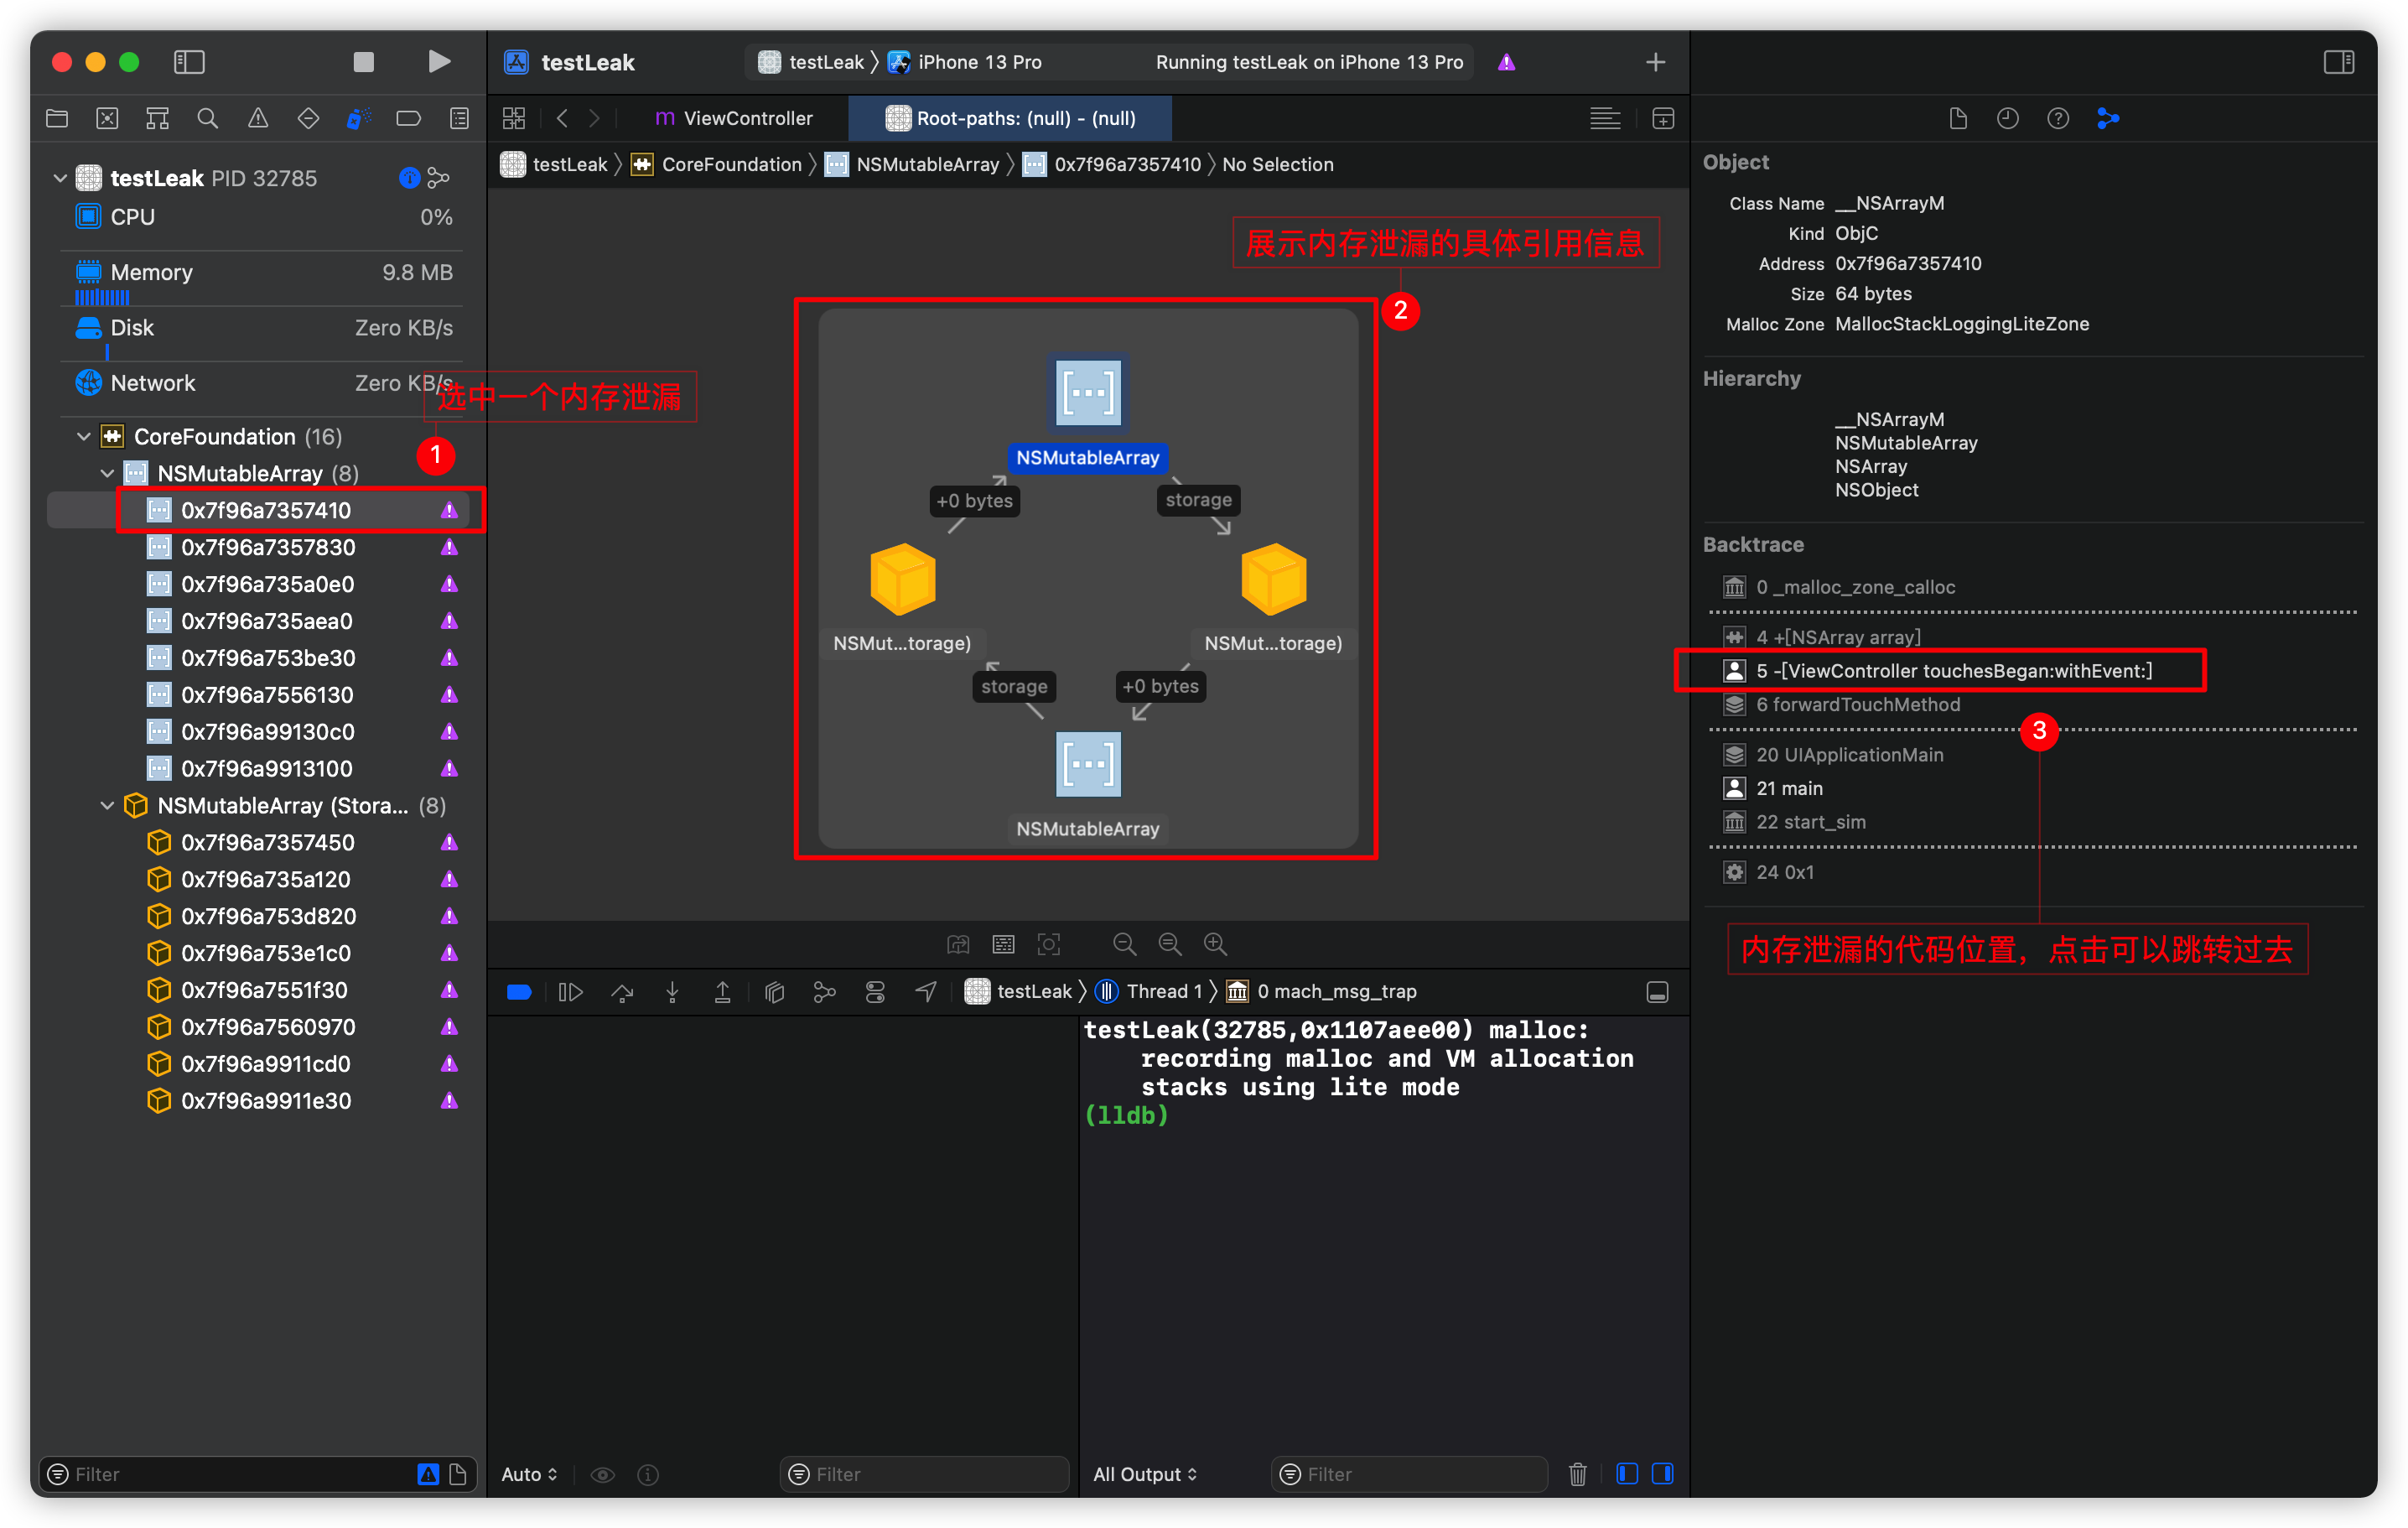 testLeak
testLeak
iPhone 13 Pro
Running testLeak on iPhone 13 Pro
m ViewController
Root-paths: (null) - (null)
testLeak
CoreFoundation
NSMutableArray
0x7f96a7357410
No Selection
testLeak PID 32785
CPU 0%
Memory 9.8 MB
Disk Zero KB/s
Network Zero KB/s
CoreFoundation (16)
NSMutableArray (8)
0x7f96a7357410
0x7f96a7357830
0x7f96a735a0e0
0x7f96a735aea0
0x7f96a753be30
0x7f96a7556130
0x7f96a99130c0
0x7f96a9913100
NSMutableArray (Stora... (8)
0x7f96a7357450
0x7f96a735a120
0x7f96a753d820
0x7f96a753e1c0
0x7f96a7551f30
0x7f96a7560970
0x7f96a9911cd0
0x7f96a9911e30
Filter
选中一个内存泄漏
1
展示内存泄漏的具体引用信息
2
NSMutableArray
+0 bytes
storage
NSMut...torage)
NSMut...torage)
storage
+0 bytes
NSMutableArray
testLeak
Thread 1
0 mach_msg_trap
testLeak(32785,0x1107aee00) malloc:
recording malloc and VM allocation
stacks using lite mode
(lldb)
Auto
Filter
All Output
Filter
Object
Class Name __NSArrayM
Kind ObjC
Address 0x7f96a7357410
Size 64 bytes
Malloc Zone MallocStackLoggingLiteZone
Hierarchy
__NSArrayM
NSMutableArray
NSArray
NSObject
Backtrace
0 _malloc_zone_calloc
4 +[NSArray array]
5 -[ViewController touchesBegan:withEvent:]
6 forwardTouchMethod
3
20 UIApplicationMain
21 main
22 start_sim
24 0x1
内存泄漏的代码位置，点击可以跳转过去